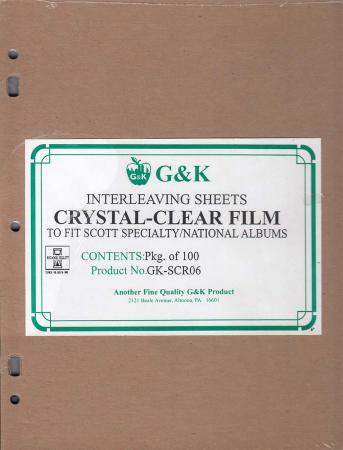 G&K
G&K
INTERLEAVING SHEETS
CRYSTAL-CLEAR FILM
TO FIT SCOTT SPECIALTY/NATIONAL ALBUMS
CONTENTS:Pkg. of 100
Product No.GK-SCR06
Another Fine Quality G&K Product
2121 Beale Avenue, Altoona, PA 16601